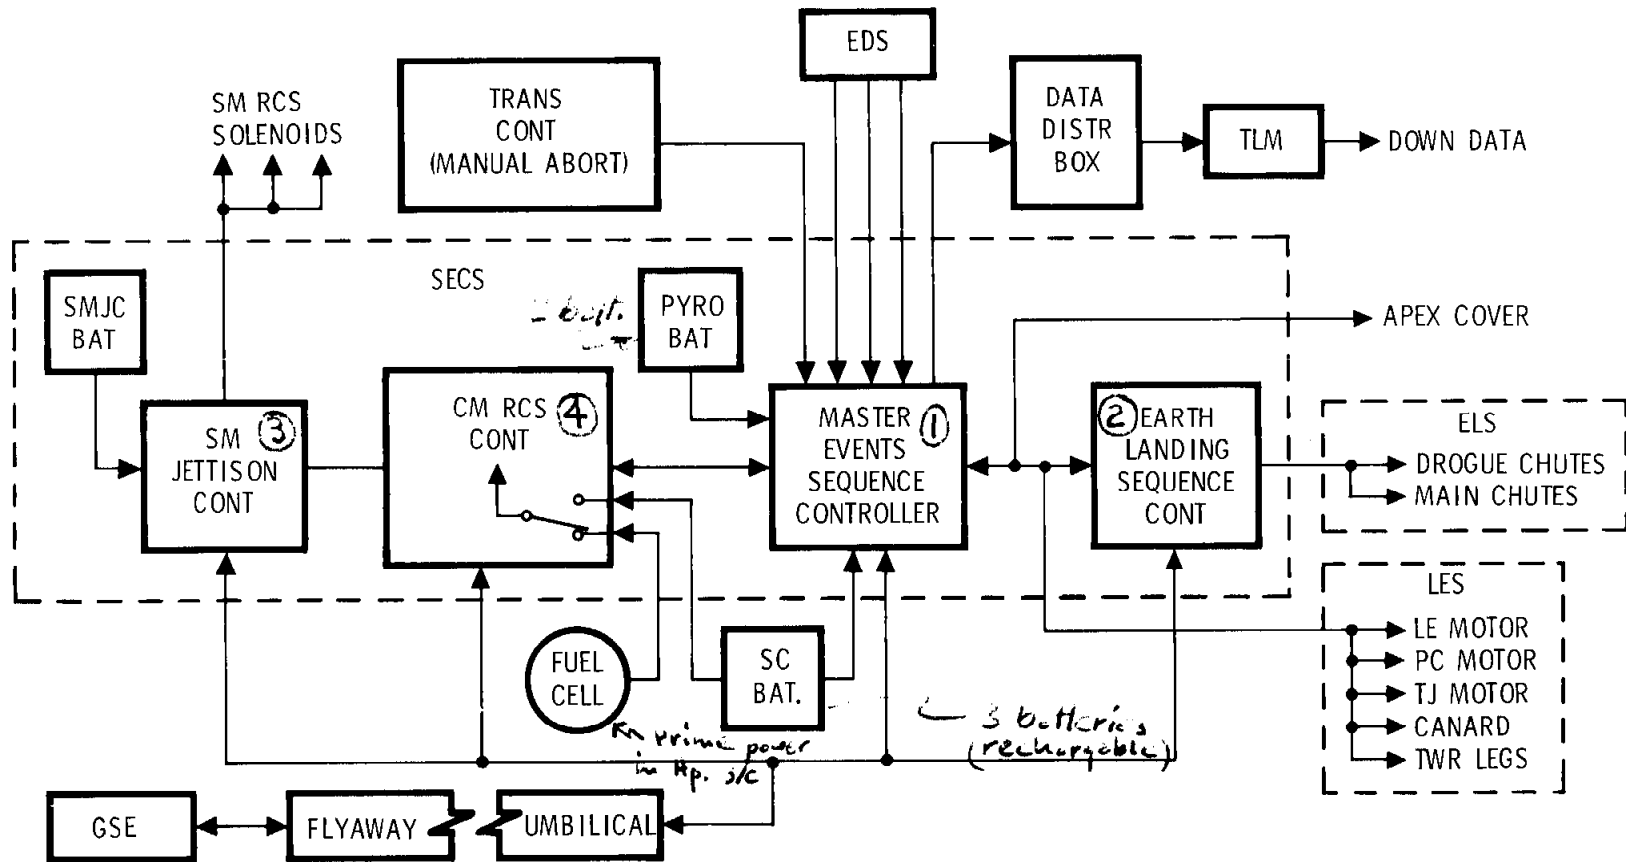 EDS
TRANS
CONT
(MANUAL ABORT)
DATA
DISTR
BOX
TLM
DOWN DATA
SM RCS
SOLENOIDS
SECS
SMJC
BAT
PYRO
BAT
APEX COVER
SM
JETTISON
CONT
3
CM RCS
CONT
4
MASTER
EVENTS
SEQUENCE
CONTROLLER
1
2
EARTH
LANDING
SEQUENCE
CONT
ELS
DROGUE CHUTES
MAIN CHUTES
LES
LE MOTOR
PC MOTOR
TJ MOTOR
CANARD
TWR LEGS
FUEL
CELL
SC
BAT.
3 batteries
(rechargeable)
Prime power
in Ap. s/c
GSE
FLYAWAY
UMBILICAL